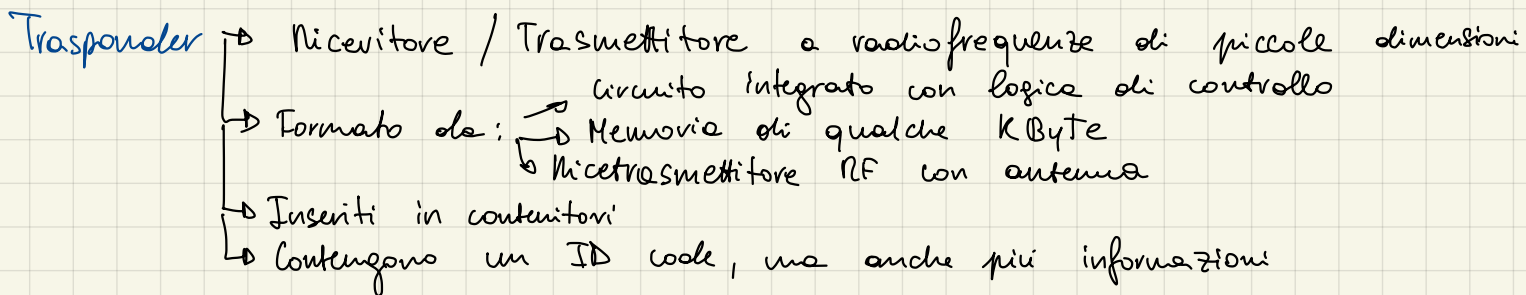 Trasponder Ricevitore / Trasmettitore a radiofrequenze di piccole dimensioni
circuito integrato con logica di controllo
Formato da: Memoria di qualche KByte
Ricetrasmettitore RF con antenna
Inseriti in contenitori
Contengono un ID code, ma anche più informazioni